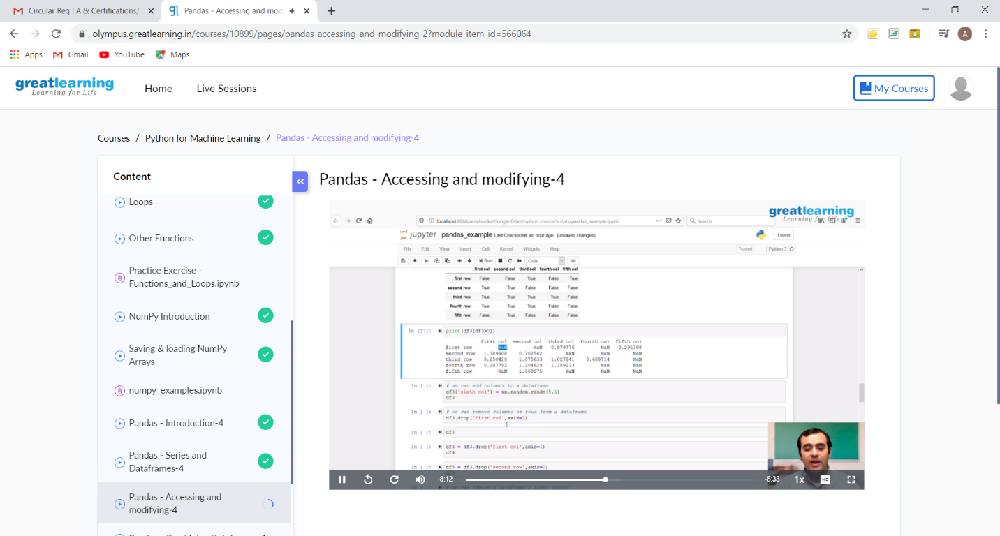 Circular Reg I.A & Certifications/
Pandas - Accessing and mod
olympus.greatlearning.in/courses/10899/pages/pandas-accessing-and-modifying-2?module_item_id=566064
A
Apps Gmail YouTube Maps
greatlearning
Learning for Life
Home Live Sessions
My Courses
Courses / Python for Machine Learning / Pandas - Accessing and modifying-4
Content
Loops
Other Functions
Practice Exercise -
Functions_and_Loops.ipynb
NumPy Introduction
Saving & loading NumPy
Arrays
numpy_examples.ipynb
Pandas - Introduction-4
Pandas - Series and
Dataframes-4
Pandas - Accessing and
modifying-4
Pandas - Accessing and modifying-4
greatlearning
Learning for Life
localhost:8888/notebooks/Google Drive/python course/scripts/pandas_example.ipynb
Search
jupyter pandas_example Last Checkpoint: an hour ago (unsaved changes)
Logout
File Edit View Insert Cell Kernel Widgets Help
Trusted Python 3
Run Code
first col second col third col fourth col fifth col
first row False False True False True
second row True True False False False
third row True True True True False
fourth row True True True False False
fifth row False True False False False
In [17]: print(df3[df3>0])
first col second col third col fourth col fifth col
first row NaN NaN 0.979776 NaN 0.291398
second row 1.389908 0.702542 NaN NaN NaN
third row 0.250428 1.075633 1.027241 0.689714 NaN
fourth row 0.187792 1.304629 1.389133 NaN NaN
fifth row NaN 1.068675 NaN NaN NaN
In [ ]: # we can add columns to a dataframe
df3['sixth col'] = np.random.randn(5,1)
df3
In [ ]: # we can remove columns or rows from a dataframe
df3.drop('first col',axis=1)
In [ ]: df3
In [ ]: df4 = df3.drop('first col',axis=1)
df4
In [ ]: df5 = df3.drop('second row',axis=0)
df5
8:12
-8:33
1x
HD